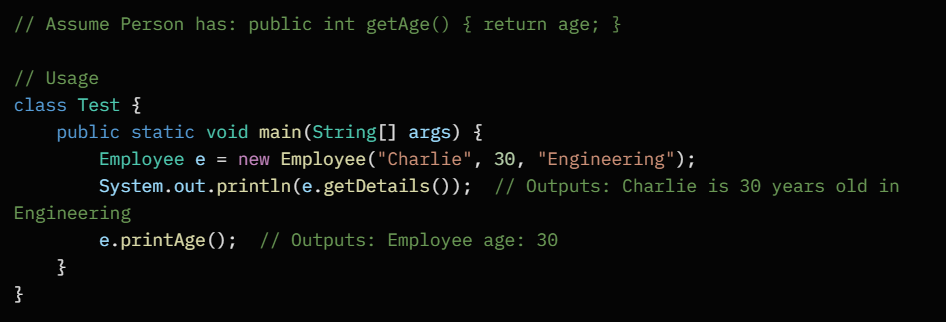 // Assume Person has: public int getAge() { return age; }
// Usage
class Test {
    public static void main(String[] args) {
        Employee e = new Employee("Charlie", 30, "Engineering");
        System.out.println(e.getDetails());  // Outputs: Charlie is 30 years old in
Engineering
        e.printAge();  // Outputs: Employee age: 30
    }
}